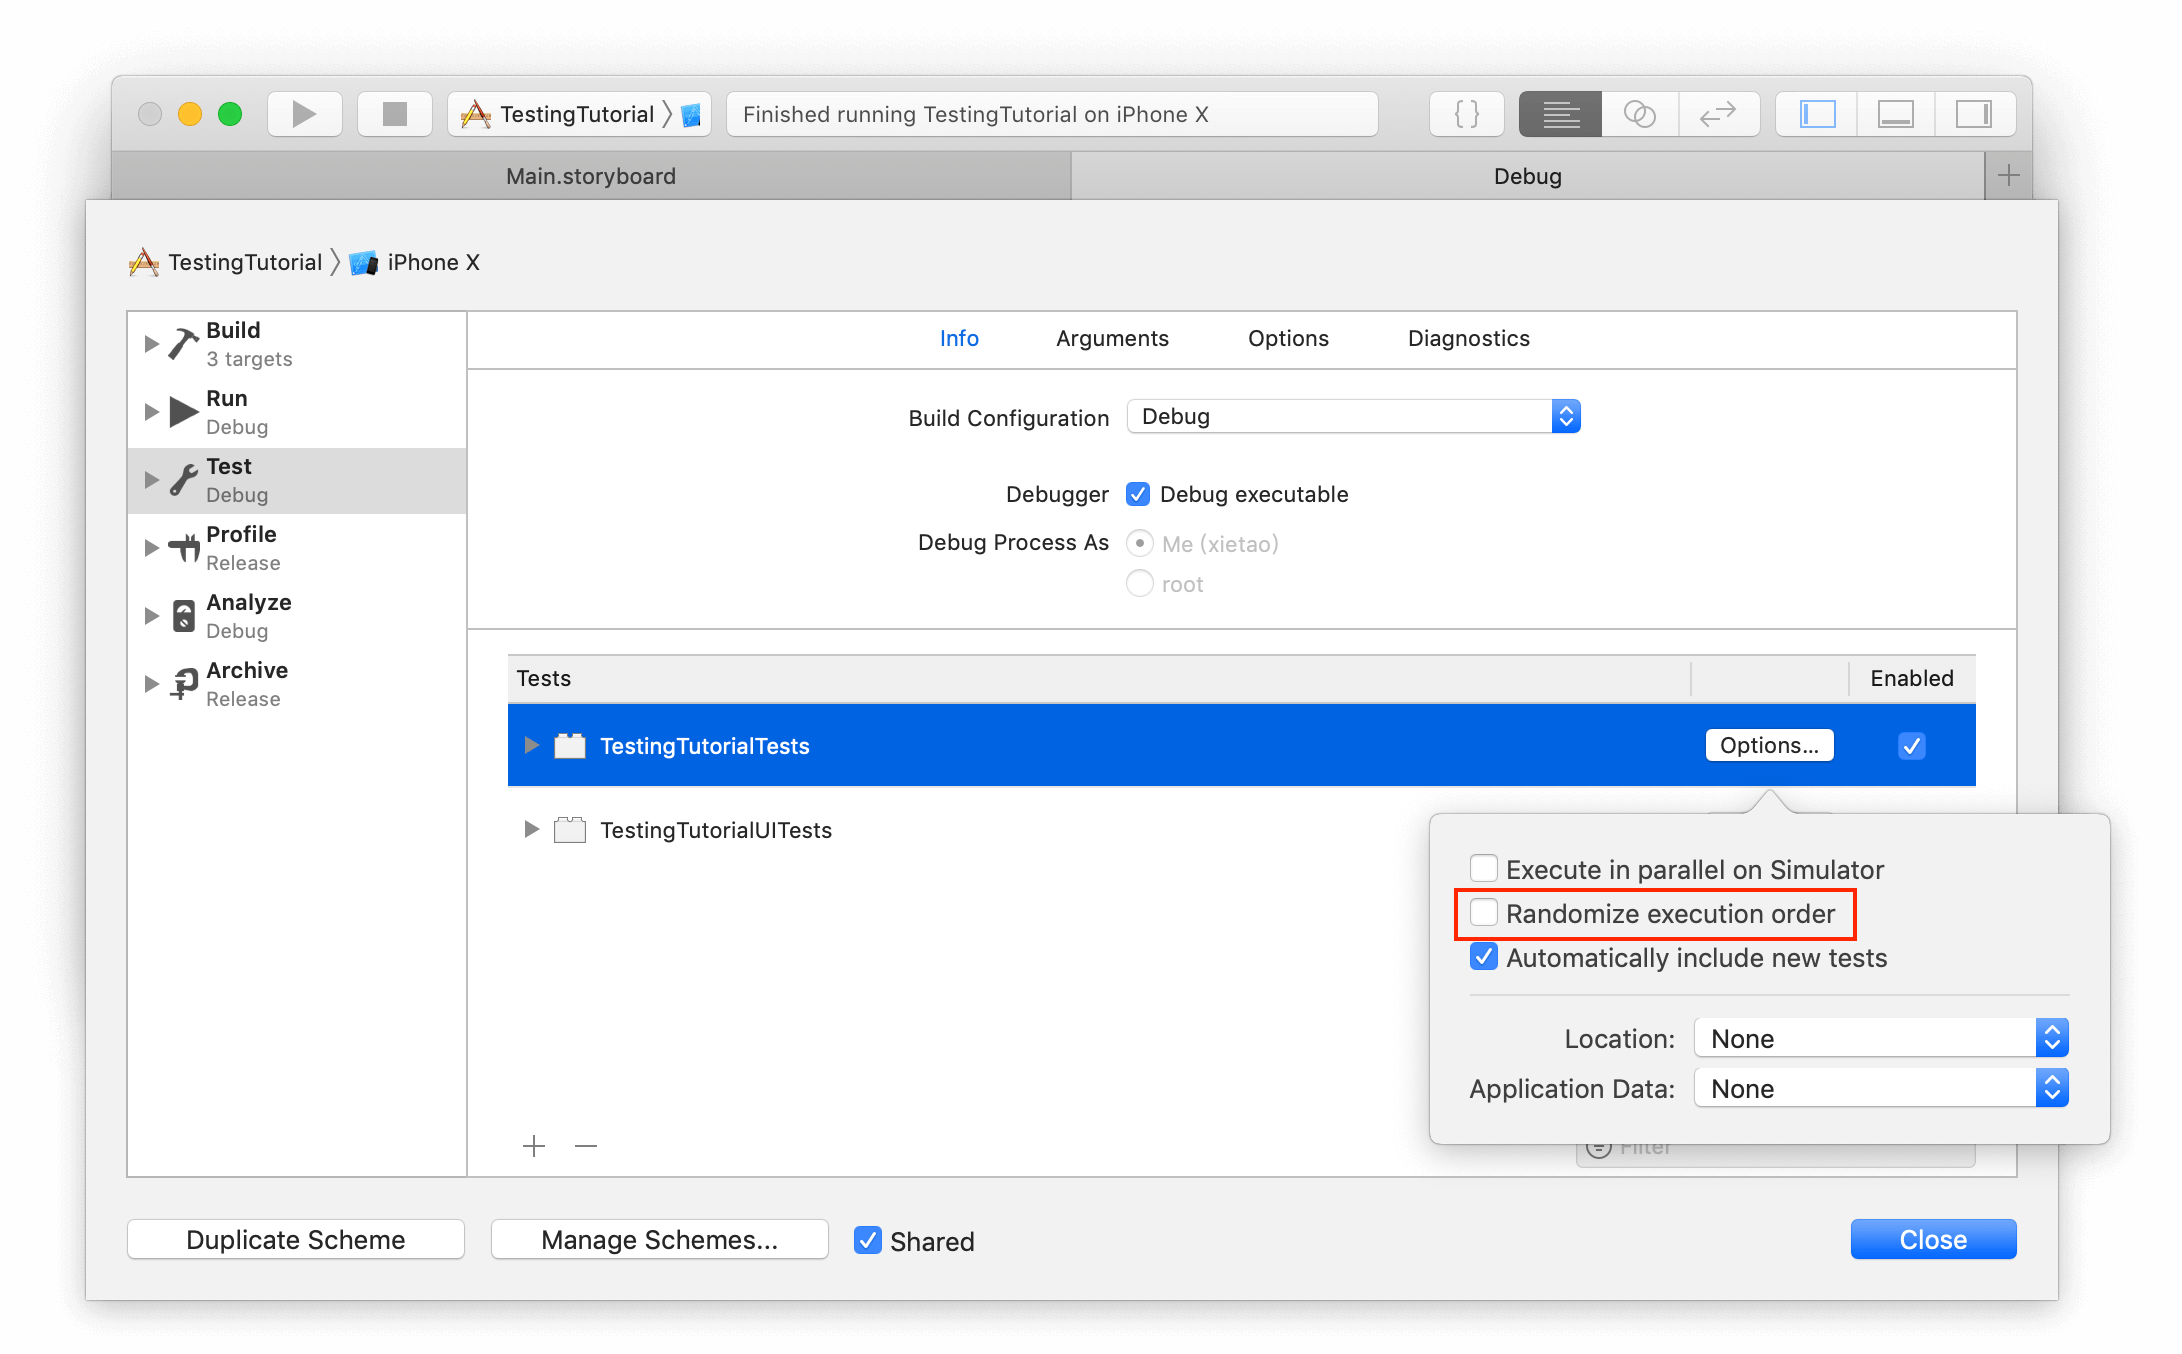 TestingTutorial
Finished running TestingTutorial on iPhone X
Main.storyboard
Debug
TestingTutorial
iPhone X
Build
3 targets
Run
Debug
Test
Debug
Profile
Release
Analyze
Debug
Archive
Release
Info
Arguments
Options
Diagnostics
Build Configuration
Debug
Debugger
Debug executable
Debug Process As
Me (xietao)
root
Tests
Enabled
TestingTutorialTests
Options...
TestingTutorialUITests
Execute in parallel on Simulator
Randomize execution order
Automatically include new tests
Location:
None
Application Data:
None
Filter
Duplicate Scheme
Manage Schemes...
Shared
Close